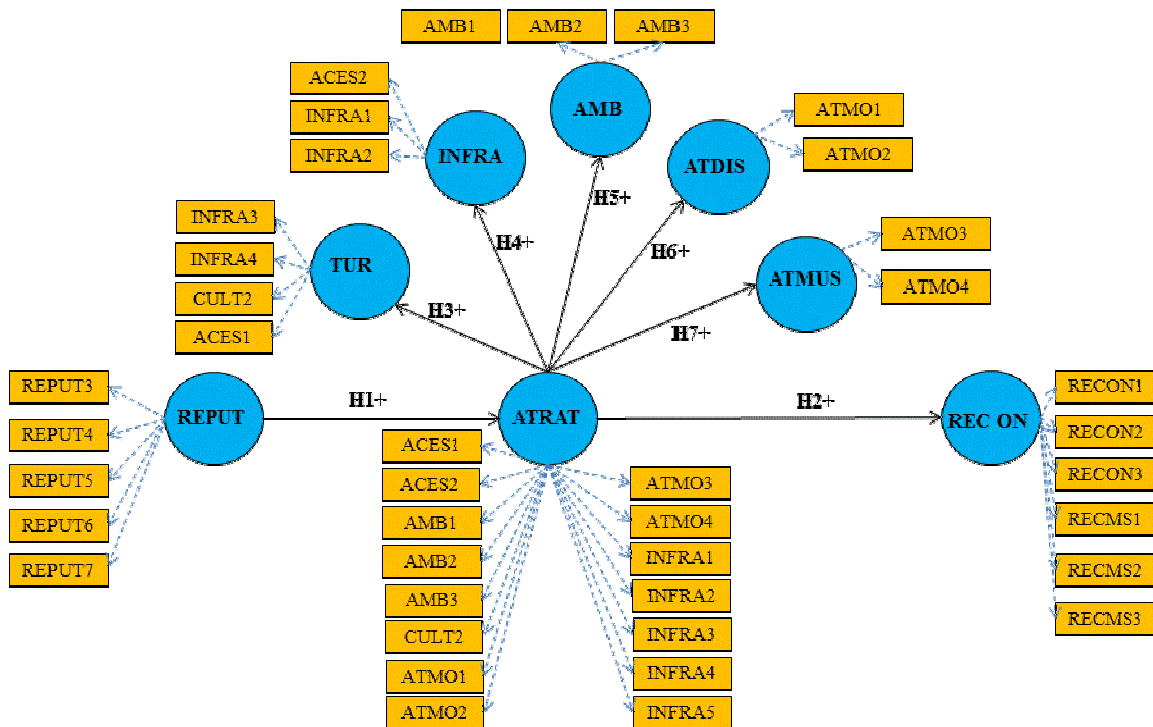 AMB1 AMB2 AMB3
ACES2
INFRA1
INFRA2
INFRA
AMB
ATDIS
ATMO1
ATMO2
INFRA3
INFRA4
CULT2
ACES1
TUR
ATMUS
ATMO3
ATMO4
H3+
H4+
H5+
H6+
H7+
REPUT3
REPUT4
REPUT5
REPUT6
REPUT7
REPUT
H1+
ATRAT
H2+
REC ON
RECON1
RECON2
RECON3
RECMS1
RECMS2
RECMS3
ACES1
ACES2
AMB1
AMB2
AMB3
CULT2
ATMO1
ATMO2
ATMO3
ATMO4
INFRA1
INFRA2
INFRA3
INFRA4
INFRA5